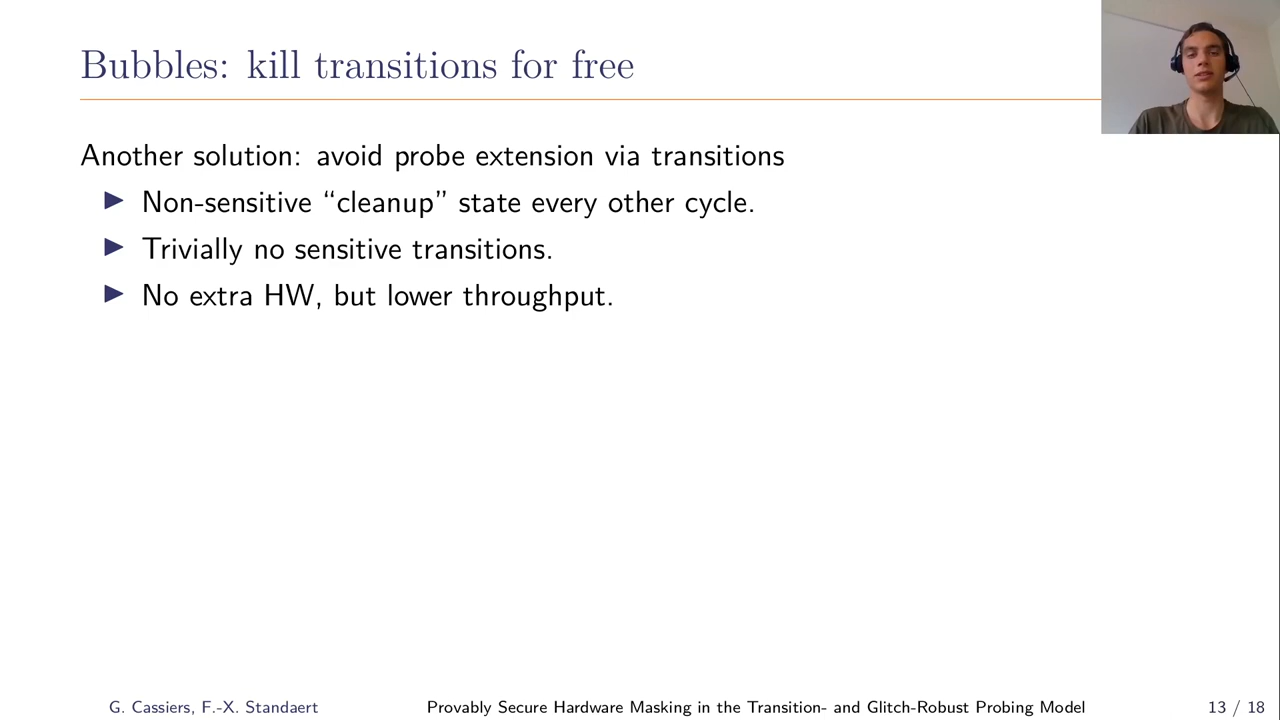 Bubbles: kill transitions for free
Another solution: avoid probe extension via transitions
▶ Non-sensitive “cleanup” state every other cycle.
▶ Trivially no sensitive transitions.
▶ No extra HW, but lower throughput.
G. Cassiers, F.-X. Standaert Provably Secure Hardware Masking in the Transition- and Glitch-Robust Probing Model 13 / 18